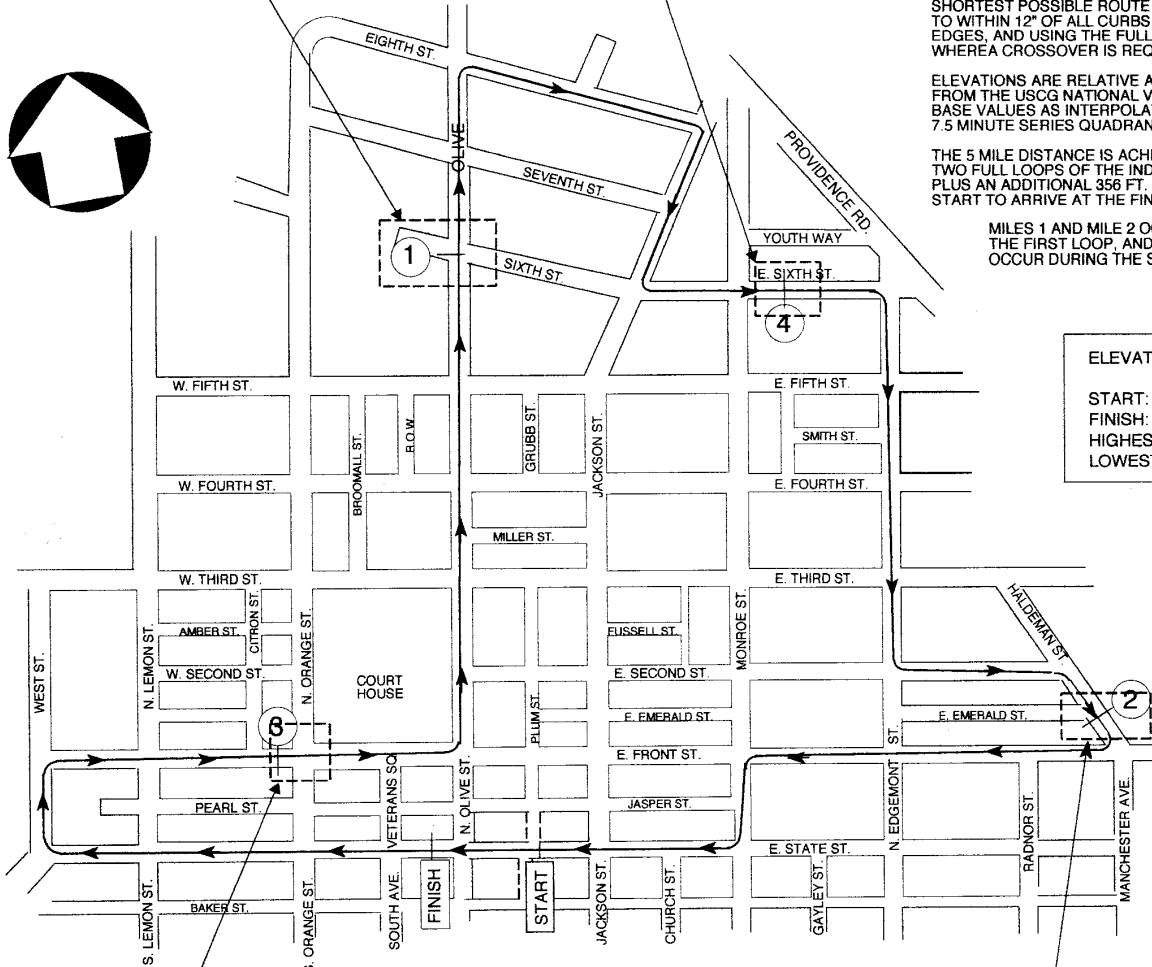 SHORTEST POSSIBLE ROUTE
TO WITHIN 12" OF ALL CURBS
EDGES, AND USING THE FULL
WHEREA CROSSOVER IS REQ
ELEVATIONS ARE RELATIVE A
FROM THE USCG NATIONAL V
BASE VALUES AS INTERPOLA
7.5 MINUTE SERIES QUADRAN
THE 5 MILE DISTANCE IS ACHI
TWO FULL LOOPS OF THE IND
PLUS AN ADDITIONAL 356 FT.
START TO ARRIVE AT THE FIN
MILES 1 AND MILE 2 O
THE FIRST LOOP, AND
OCCUR DURING THE S
ELEVAT
START:
FINISH:
HIGHES
LOWEST
EIGHTH ST.
OLIVE
SEVENTH ST.
PROVIDENCE RD.
YOUTH WAY
1
SIXTH ST.
E. SIXTH ST.
4
W. FIFTH ST.
E. FIFTH ST.
BROOMALL ST.
R.O.W
GRUBB ST.
JACKSON ST.
SMITH ST.
W. FOURTH ST.
E. FOURTH ST.
MILLER ST.
W. THIRD ST.
E. THIRD ST.
HALDEMAN ST.
WEST ST.
N. LEMON ST.
AMBER ST.
CITRON ST.
N. ORANGE ST.
FUSSELL ST.
MONROE ST.
W. SECOND ST.
COURT
HOUSE
E. SECOND ST.
PLUM ST.
E. EMERALD ST.
E. EMERALD ST.
2
3
E. FRONT ST.
N. EDGEMONT ST.
VETERANS SQ
N. OLIVE ST.
PEARL ST.
JASPER ST.
RADNOR ST.
MANCHESTER AVE.
E. STATE ST.
S. LEMON ST.
BAKER ST.
S. ORANGE ST.
SOUTH AVE.
FINISH
START
JACKSON ST.
CHURCH ST.
GAYLEY ST.